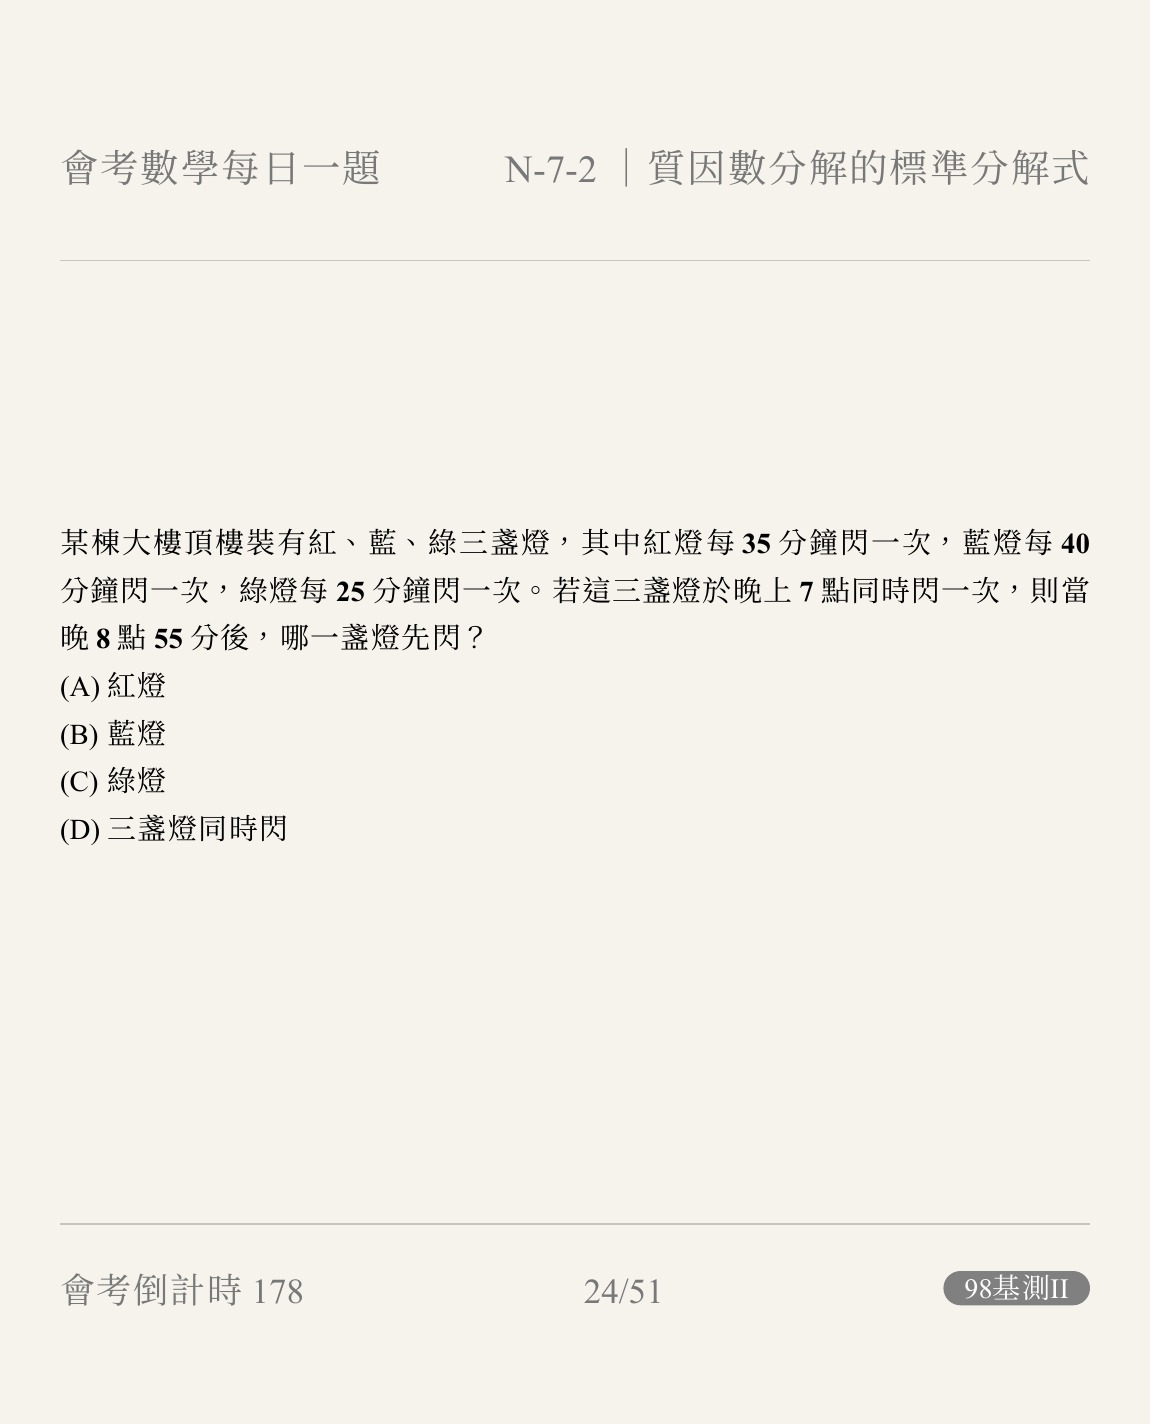 會考數學每日一題
N-7-2 ｜質因數分解的標準分解式
某棟大樓頂樓裝有紅、藍、綠三盞燈，其中紅燈每 35 分鐘閃一次，藍燈每 40
分鐘閃一次，綠燈每 25 分鐘閃一次。若這三盞燈於晚上 7 點同時閃一次，則當
晚 8 點 55 分後，哪一盞燈先閃？
(A) 紅燈
(B) 藍燈
(C) 綠燈
(D) 三盞燈同時閃
會考倒計時 178
24/51
98基測II